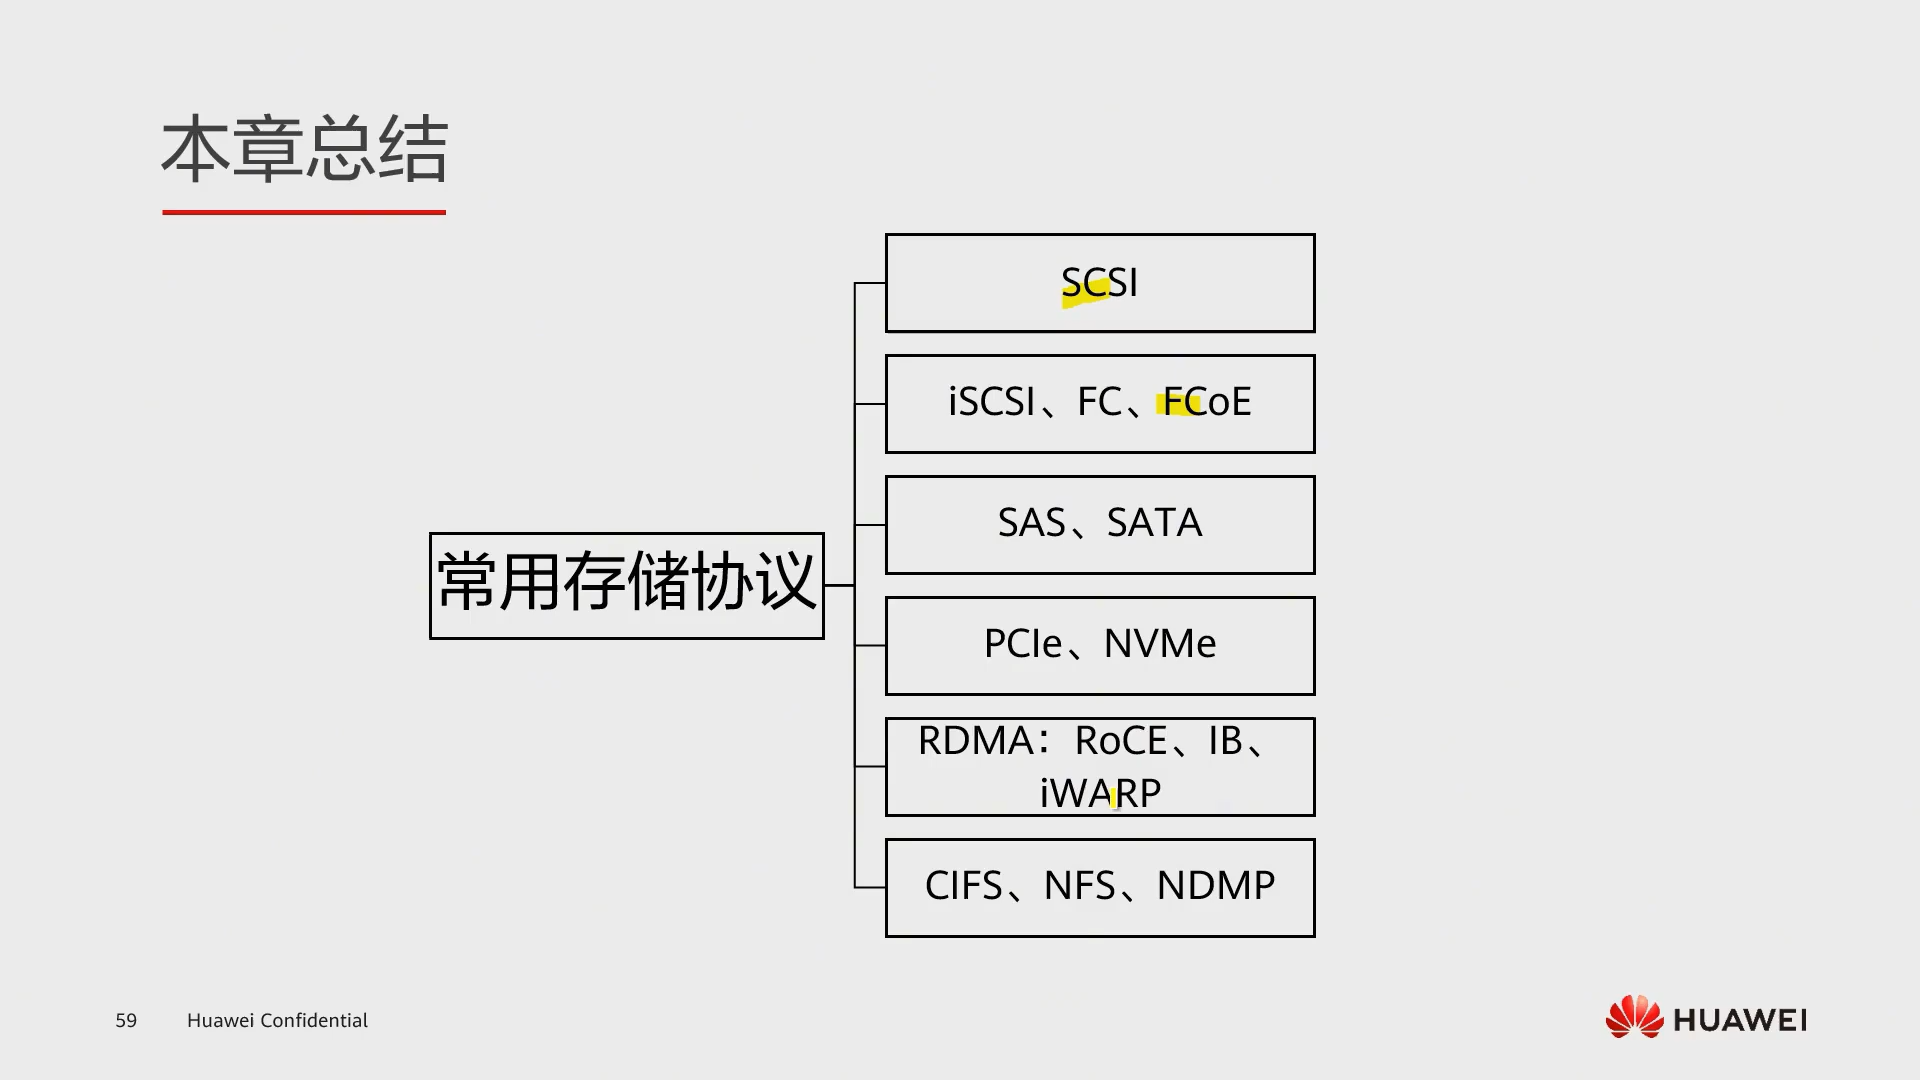 本章总结
SCSI
iSCSI、FC、FCoE
SAS、SATA
常用存储协议
PCIe、NVMe
RDMA：RoCE、IB、
iWARP
CIFS、NFS、NDMP
59
Huawei Confidential
HUAWEI